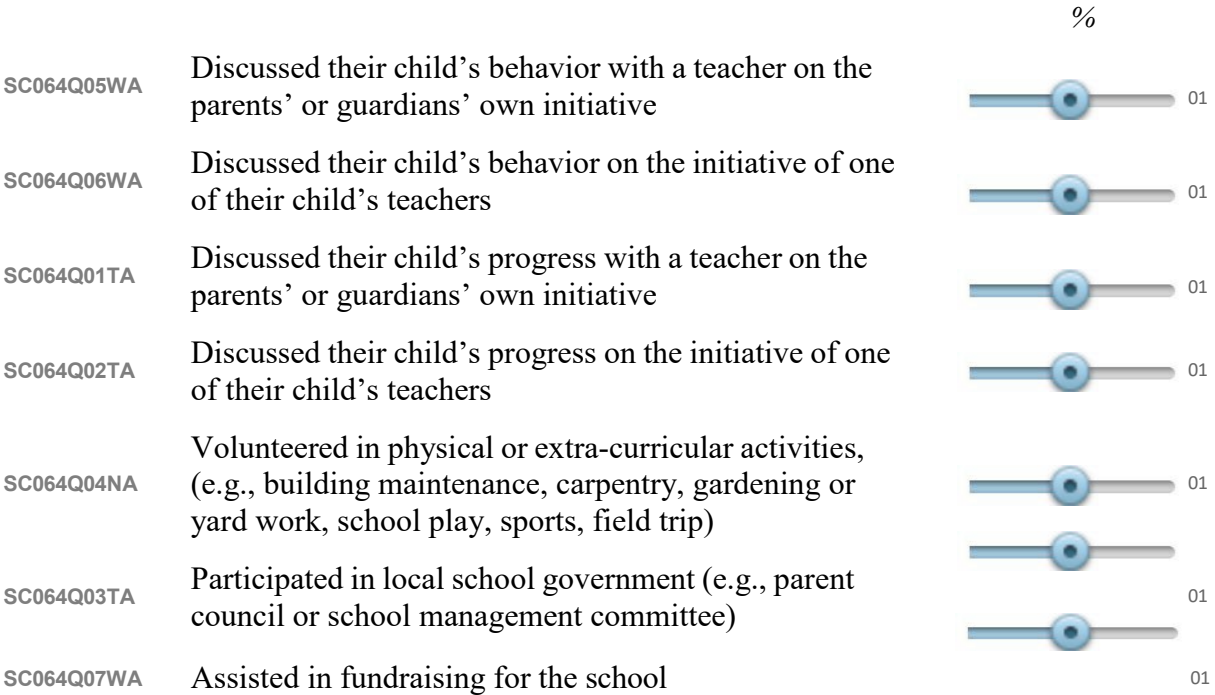 %
SC064Q05WA Discussed their child’s behavior with a teacher on the
parents’ or guardians’ own initiative 01
SC064Q06WA Discussed their child’s behavior on the initiative of one
of their child’s teachers 01
SC064Q01TA Discussed their child’s progress with a teacher on the
parents’ or guardians’ own initiative 01
SC064Q02TA Discussed their child’s progress on the initiative of one
of their child’s teachers 01
Volunteered in physical or extra-curricular activities,
SC064Q04NA (e.g., building maintenance, carpentry, gardening or 01
yard work, school play, sports, field trip)
SC064Q03TA Participated in local school government (e.g., parent
council or school management committee) 01
SC064Q07WA Assisted in fundraising for the school 01